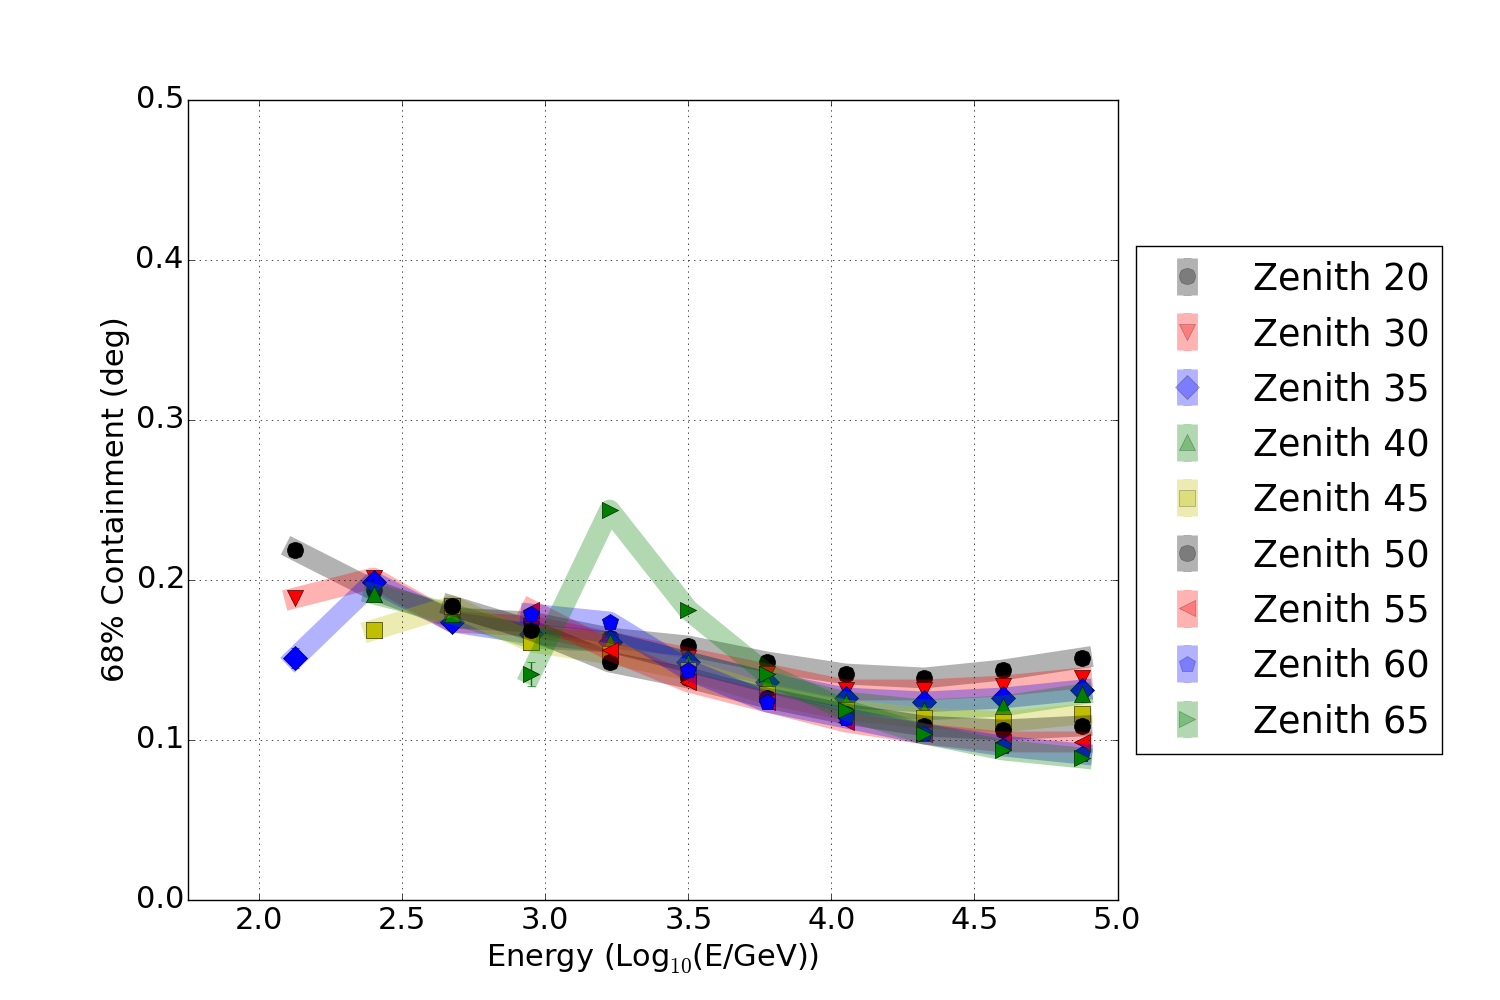 0.5
0.4
0.3
0.2
0.1
0.0
68% Containment (deg)
2.0 2.5 3.0 3.5 4.0 4.5 5.0
Energy (Log10(E/GeV))
Zenith 20
Zenith 30
Zenith 35
Zenith 40
Zenith 45
Zenith 50
Zenith 55
Zenith 60
Zenith 65